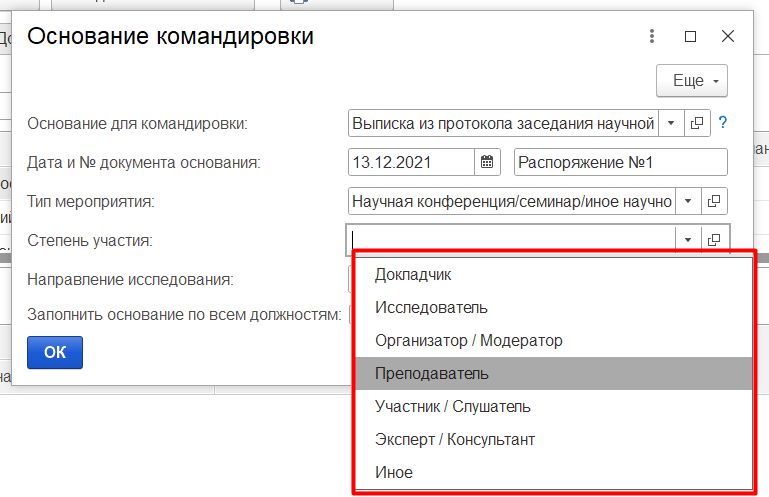 Основание командировки
Еще
Основание для командировки: Выписка из протокола заседания научной ?
Дата и № документа основания: 13.12.2021 Распоряжение №1
Тип мероприятия: Научная конференция/семинар/иное научно
Степень участия:
Докладчик
Направление исследования:
Исследователь
Заполнить основание по всем должностям:
Организатор / Модератор
ОК
Преподаватель
Участник / Слушатель
Эксперт / Консультант
Иное